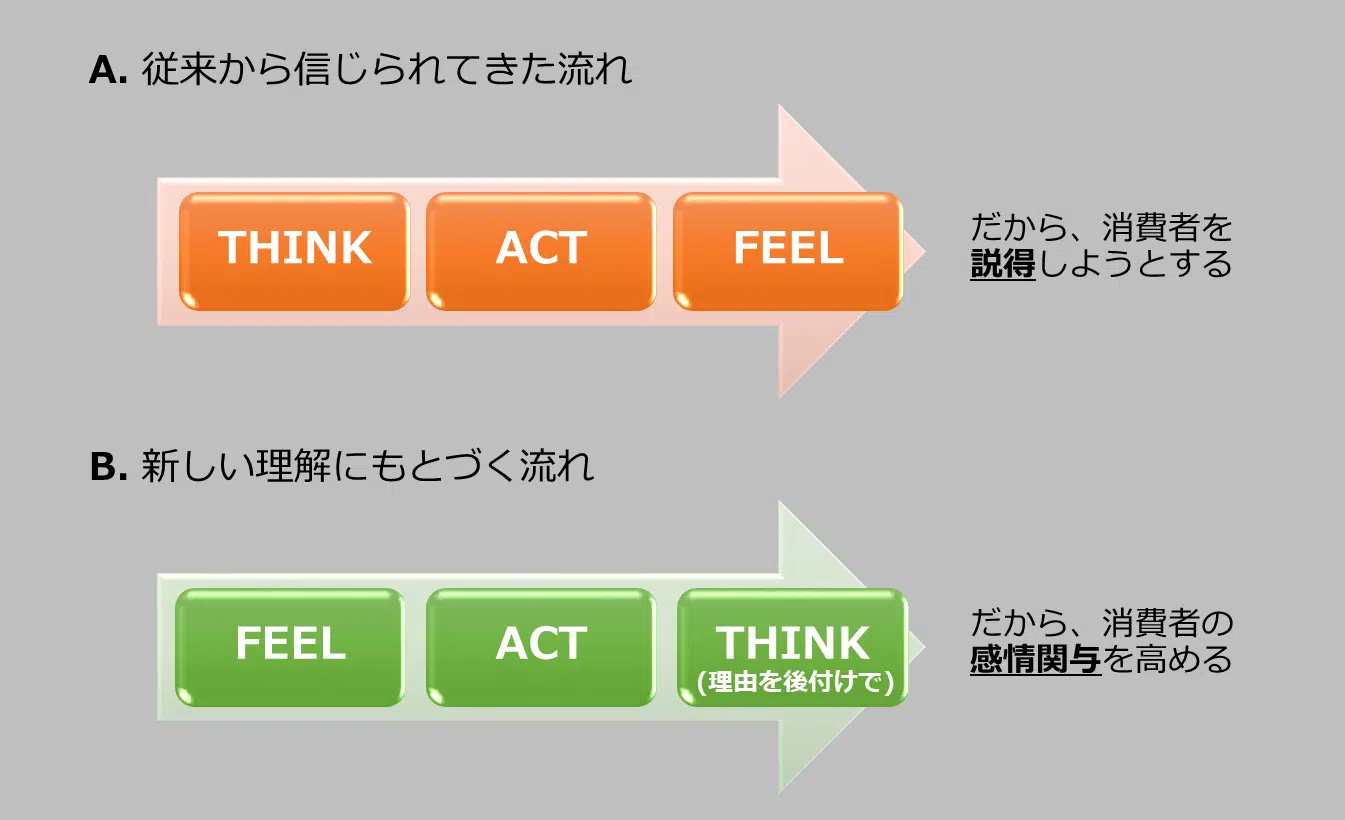 A. 従来から信じられてきた流れ
THINK
ACT
FEEL
だから、消費者を
説得しようとする
B. 新しい理解にもとづく流れ
FEEL
ACT
THINK
(理由を後付けで)
だから、消費者の
感情関与を高める